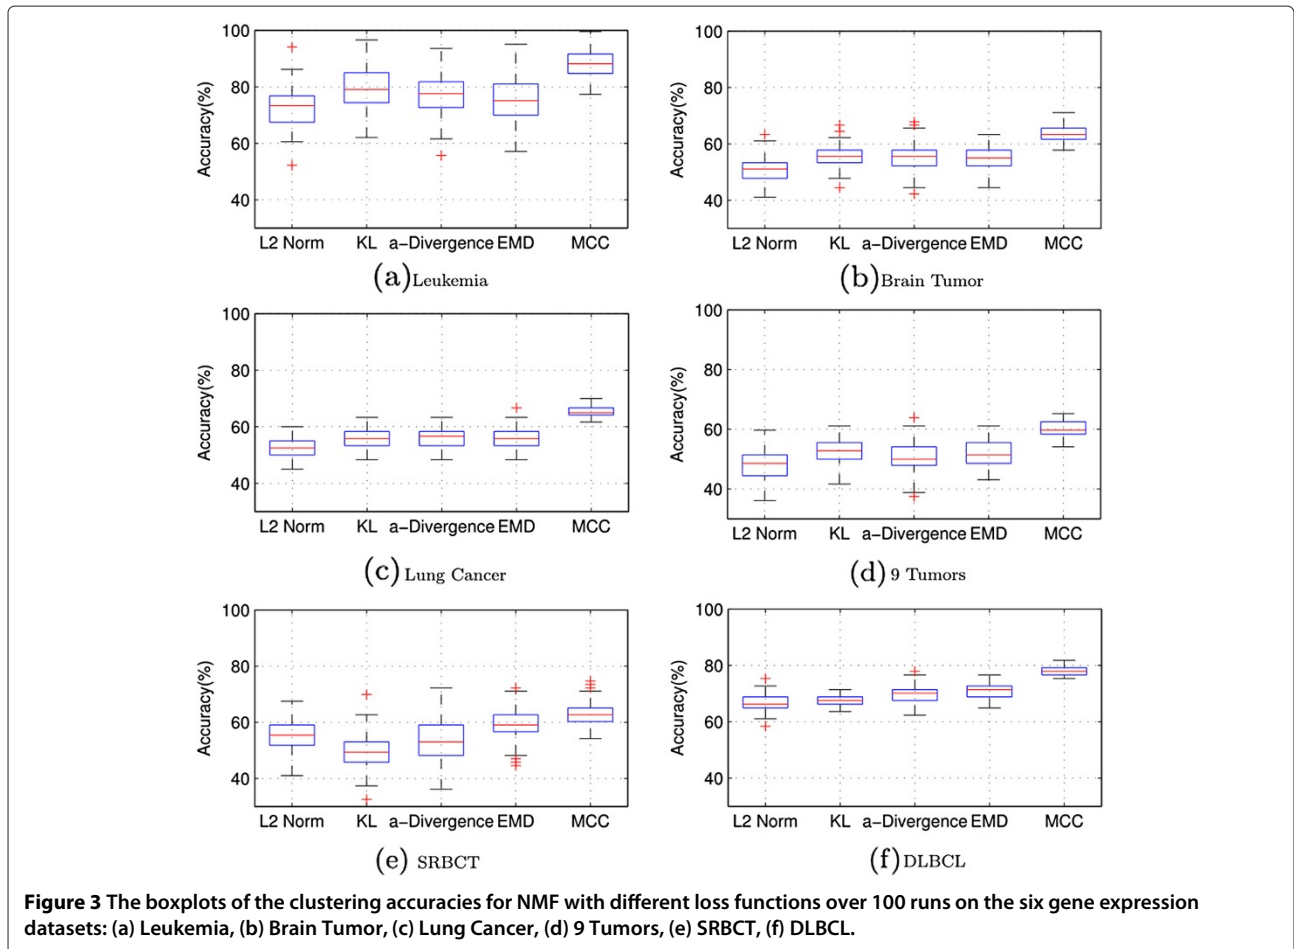 100
80
60
40
Accuracy(%)
L2 Norm KL a−Divergence EMD MCC
(a)Leukemia
100
80
60
40
Accuracy(%)
L2 Norm KL a−Divergence EMD MCC
(b)Brain Tumor
100
80
60
40
Accuracy(%)
L2 Norm KL a−Divergence EMD MCC
(c) Lung Cancer
100
80
60
40
Accuracy(%)
L2 Norm KL a−Divergence EMD MCC
(d) 9 Tumors
100
80
60
40
Accuracy(%)
L2 Norm KL a−Divergence EMD MCC
(e) SRBCT
100
80
60
40
Accuracy(%)
L2 Norm KL a−Divergence EMD MCC
(f) DLBCL
Figure 3 The boxplots of the clustering accuracies for NMF with different loss functions over 100 runs on the six gene expression
datasets: (a) Leukemia, (b) Brain Tumor, (c) Lung Cancer, (d) 9 Tumors, (e) SRBCT, (f) DLBCL.